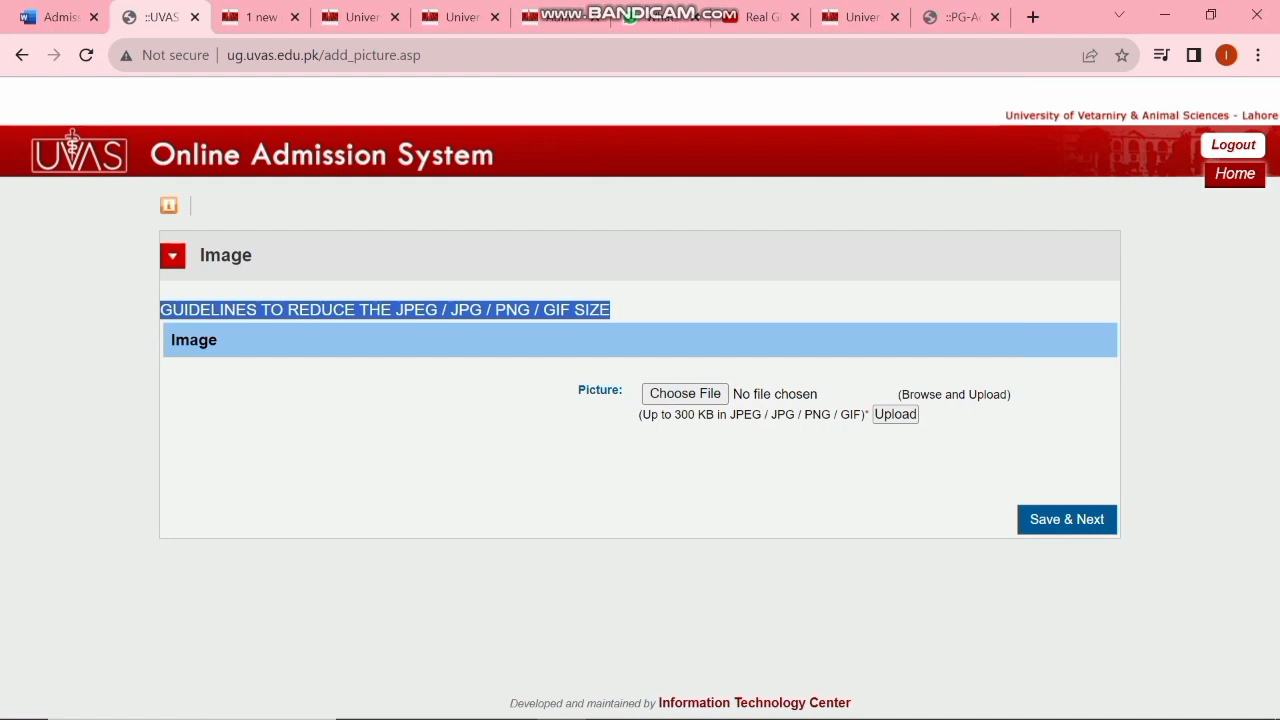 Admis
::UVAS
1 new
Univer
Univer
www.BANDICAM.com
Real G
Univer
::PG-A
Not secure
ug.uvas.edu.pk/add_picture.asp
I
University of Vetarniry & Animal Sciences - Lahore
UVAS
Online Admission System
Logout
Home
Image
GUIDELINES TO REDUCE THE JPEG / JPG / PNG / GIF SIZE
Image
Picture: Choose File No file chosen (Browse and Upload)
(Up to 300 KB in JPEG / JPG / PNG / GIF)* Upload
Save & Next
Developed and maintained by Information Technology Center